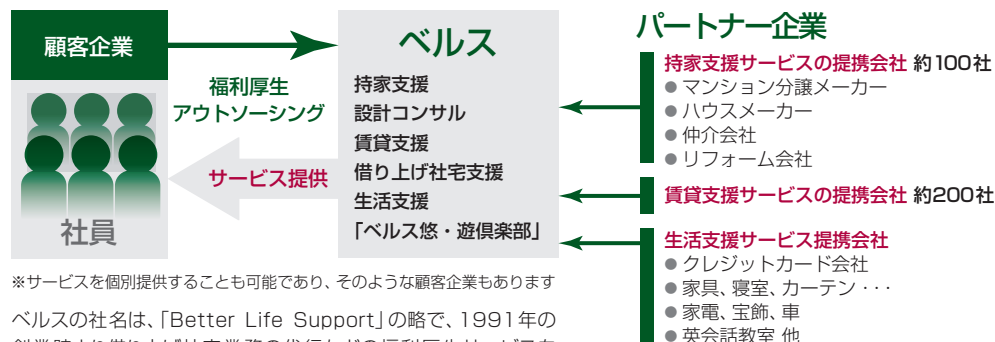 顧客企業
福利厚生
アウトソーシング
サービス提供
社員
ベルス
持家支援
設計コンサル
賃貸支援
借り上げ社宅支援
生活支援
「ベルス悠・遊倶楽部」
パートナー企業
持家支援サービスの提携会社 約100社
●マンション分譲メーカー
●ハウスメーカー
●仲介会社
●リフォーム会社
賃貸支援サービスの提携会社 約200社
生活支援サービス提携会社
●クレジットカード会社
●家具、寝室、カーテン・・・
●家電、宝飾、車
●英会話教室 他
※サービスを個別提供することも可能であり、そのような顧客企業もあります
ベルスの社名は、「Better Life Support」の略で、1991年の